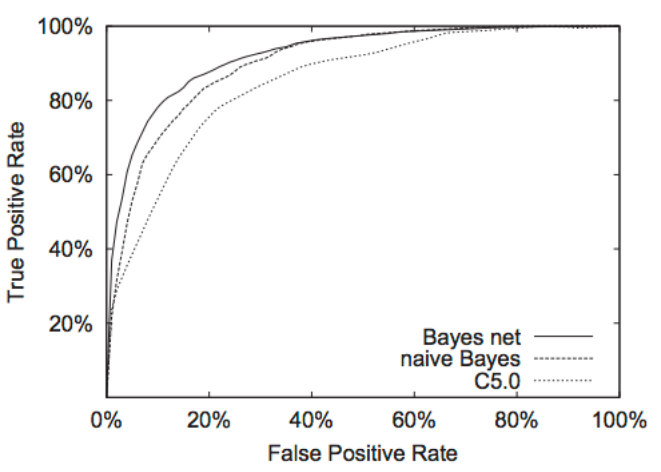 100%
80%
60%
40%
20%
True Positive Rate
Bayes net
naive Bayes
C5.0
0% 20% 40% 60% 80% 100%
False Positive Rate